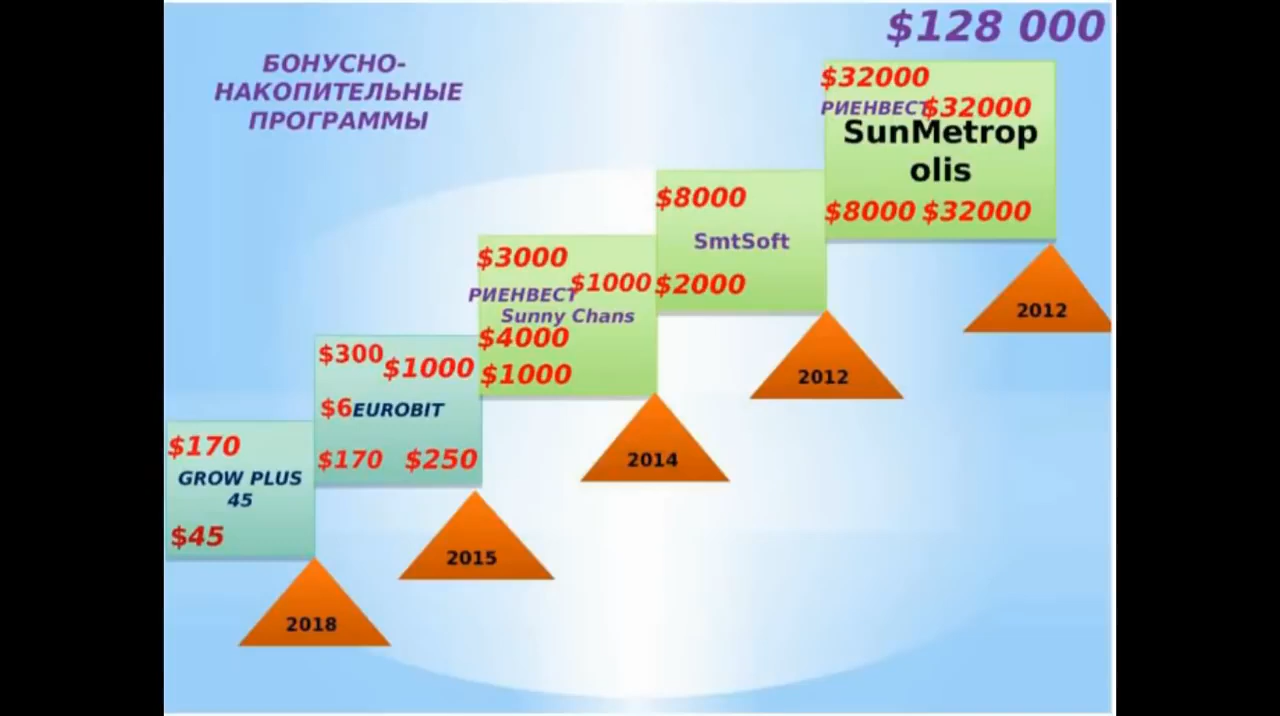 $128 000
БОНУСНО-
НАКОПИТЕЛЬНЫЕ
ПРОГРАММЫ
$32000
РИЕНВЕСТ $32000
SunMetrop
olis
$8000 $32000
2012
$8000
SmtSoft
$2000
2012
$3000
$1000
РИЕНВЕСТ
Sunny Chans
$4000
$1000
2014
$300 $1000
$6 EUROBIT
$170 $250
2015
$170
GROW PLUS
45
$45
2018